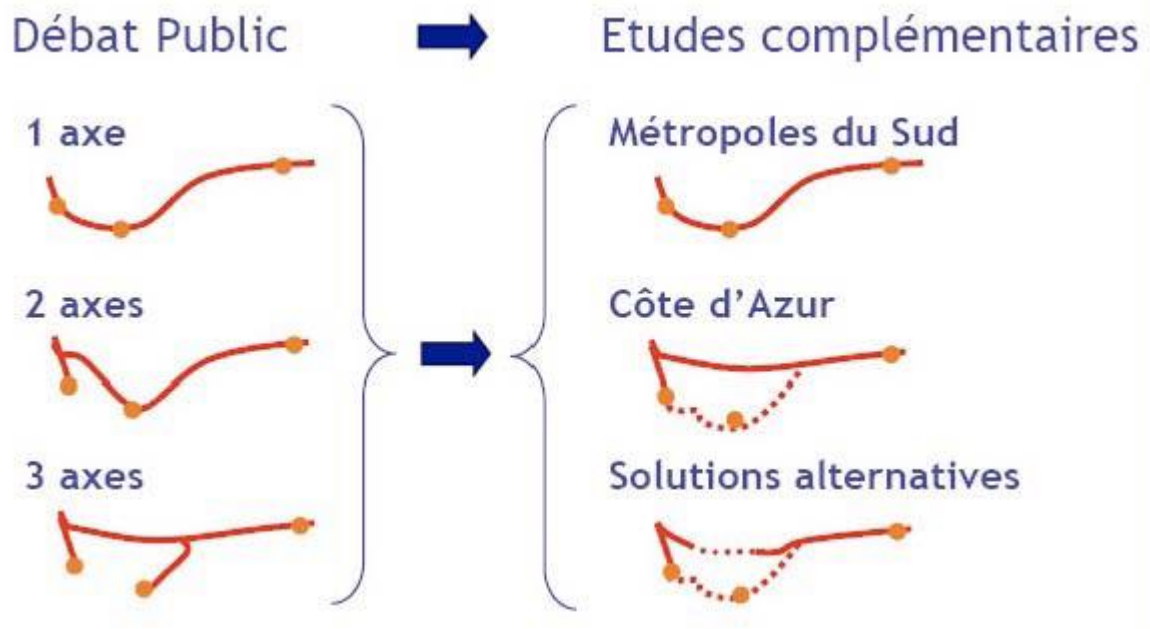 Débat Public
Etudes complémentaires
1 axe
2 axes
3 axes
Métropoles du Sud
Côte d'Azur
Solutions alternatives